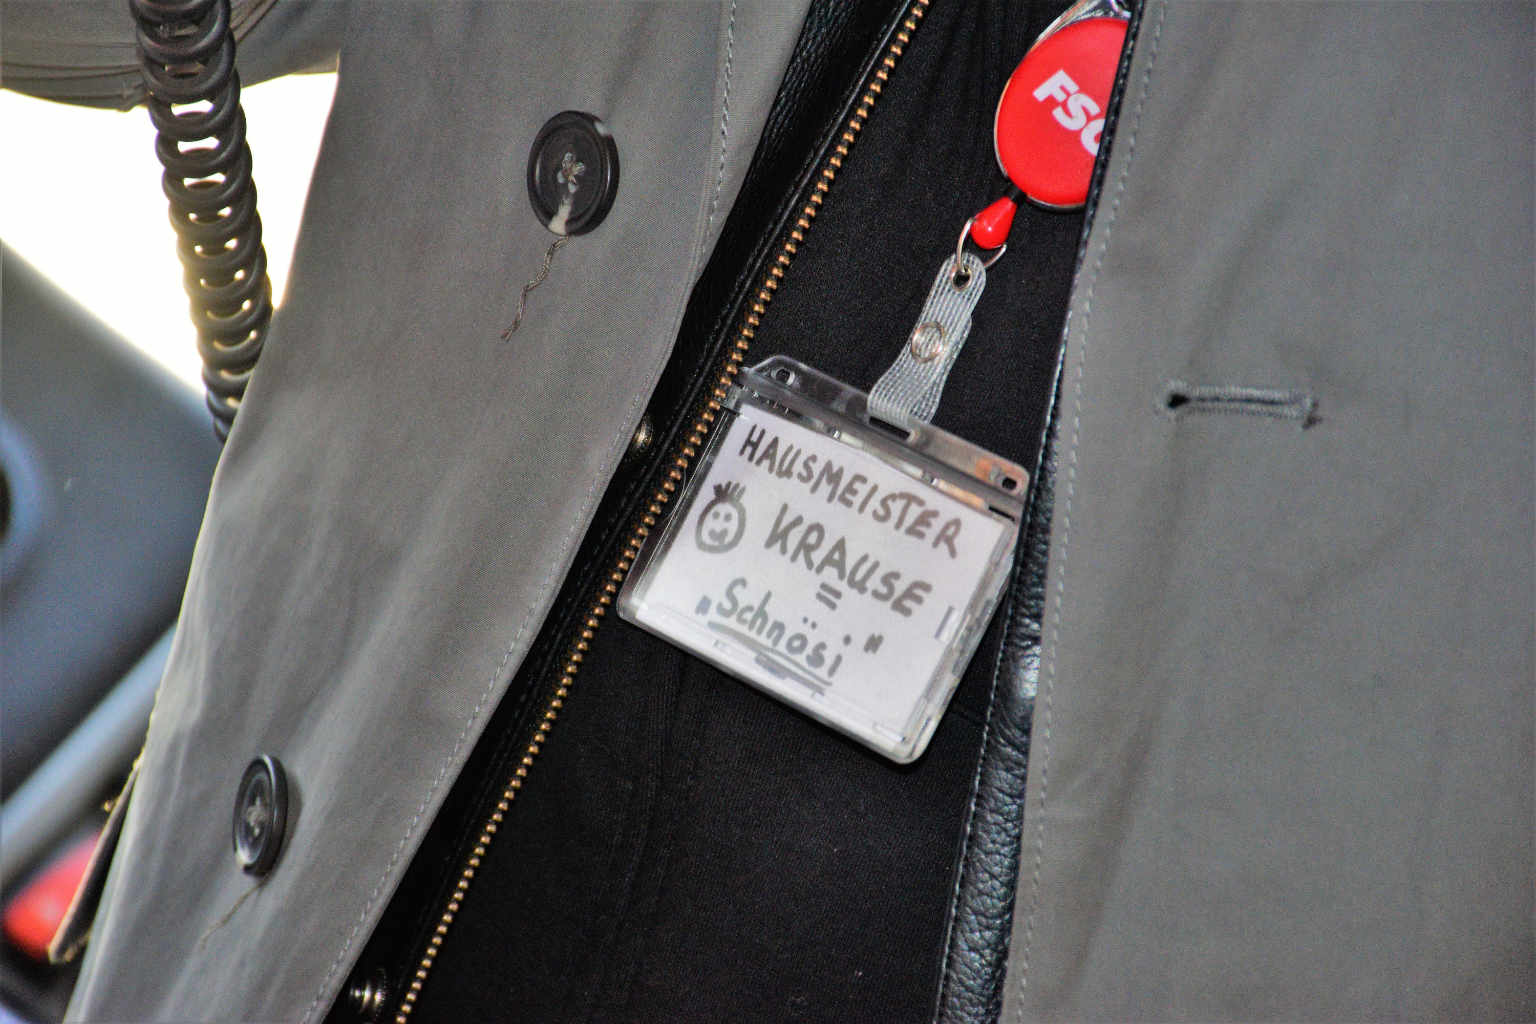 FSC
HAUSMEISTER
KRAUSE
=
"Schnösi"